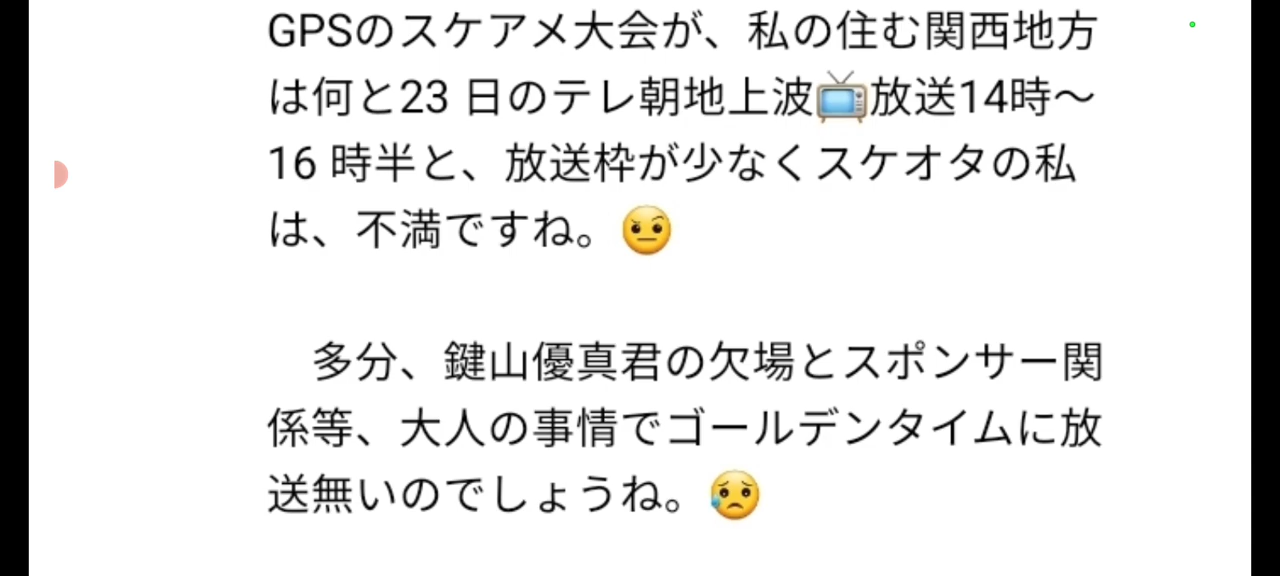 GPSのスケアメ大会が、私の住む関西地方
は何と23 日のテレ朝地上波📺放送14時〜
16 時半と、放送枠が少なくスケオタの私
は、不満ですね。🤨
　多分、鍵山優真君の欠場とスポンサー関
係等、大人の事情でゴールデンタイムに放
送無いのでしょうね。😥